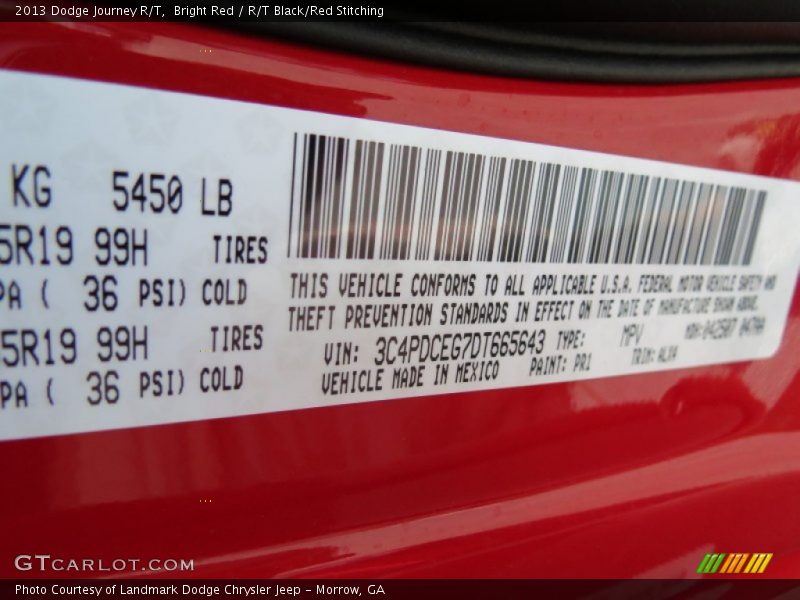 2013 Dodge Journey R/T,  Bright Red / R/T Black/Red Stitching
KG 5450 LB
5R19 99H TIRES
PA ( 36 PSI) COLD
5R19 99H TIRES
PA ( 36 PSI) COLD
THIS VEHICLE CONFORMS TO ALL APPLICABLE U.S.A. FEDERAL MOTOR VEHICLE SAFETY AND
THEFT PREVENTION STANDARDS IN EFFECT ON THE DATE OF MANUFACTURE SHOWN ABOVE.
VIN: 3C4PDCEG7DT665643 TYPE: MPV
VEHICLE MADE IN MEXICO PAINT: PR1 TRIM:
GTCARLOT.COM
Photo Courtesy of Landmark Dodge Chrysler Jeep - Morrow, GA